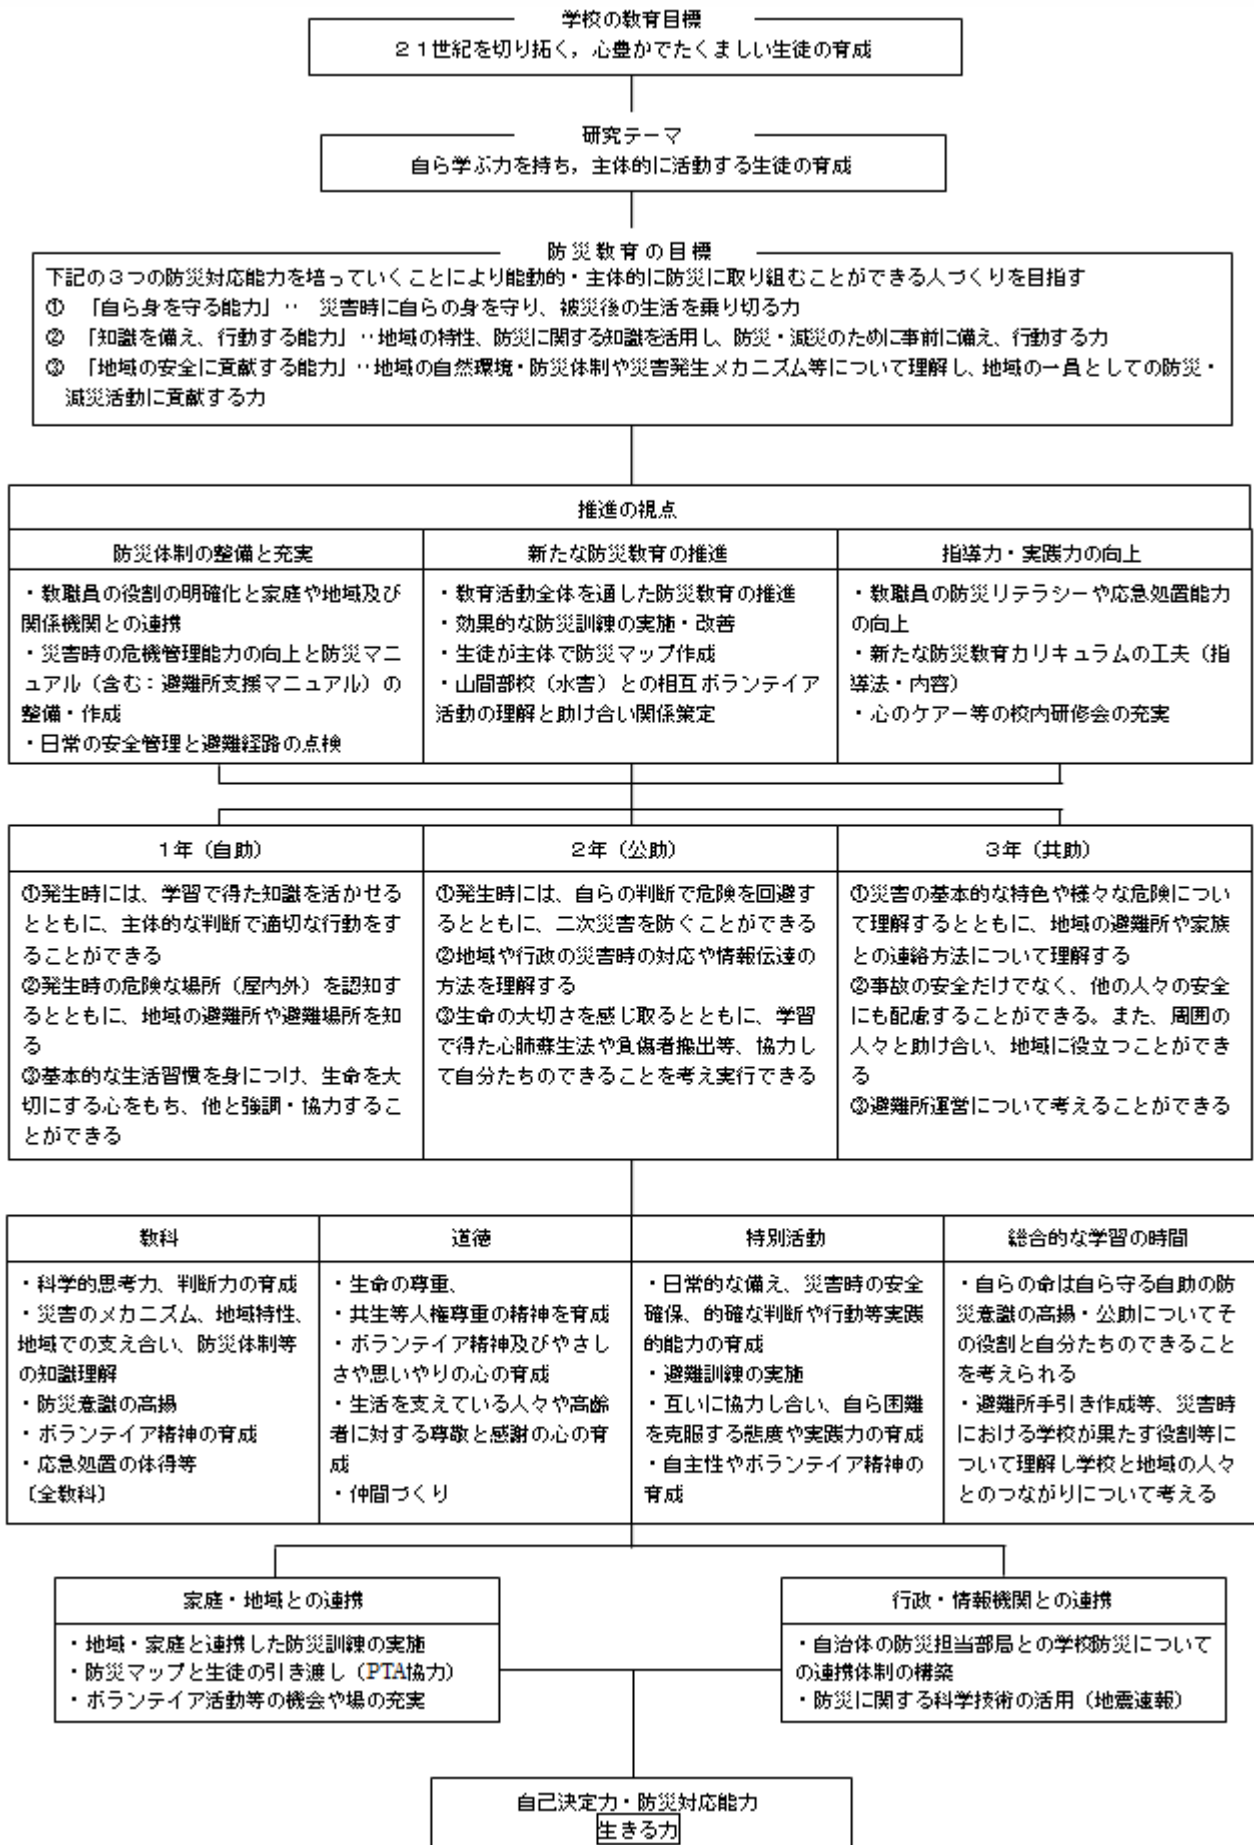 学校の教育目標
２１世紀を切り拓く，心豊かでたくましい生徒の育成
研究テーマ
自ら学ぶ力を持ち，主体的に活動する生徒の育成
防災教育の目標
下記の３つの防災対応能力を培っていくことにより能動的・主体的に防災に取り組むことができる人づくりを目指す
① 「自ら身を守る能力」‥ 災害時に自らの身を守り、被災後の生活を乗り切る力
② 「知識を備え、行動する能力」‥地域の特性、防災に関する知識を活用し、防災・減災のために事前に備え、行動する力
③ 「地域の安全に貢献する能力」‥地域の自然環境・防災体制や災害発生メカニズム等について理解し、地域の一員としての防災・
減災活動に貢献する力
推進の視点
防災体制の整備と充実
・教職員の役割の明確化と家庭や地域及び
関係機関との連携
・災害時の危機管理能力の向上と防災マニ
ュアル（含む：避難所支援マニュアル）の
整備・作成
・日常の安全管理と避難経路の点検
新たな防災教育の推進
・教育活動全体を通した防災教育の推進
・効果的な防災訓練の実施・改善
・生徒が主体で防災マップ作成
・山間部校（水害）との相互ボランテイア
活動の理解と助け合い関係策定
指導力・実践力の向上
・教職員の防災リテラシーや応急処置能力
の向上
・新たな防災教育カリキュラムの工夫（指
導法・内容）
・心のケアー等の校内研修会の充実
１年（自助）
①発生時には、学習で得た知識を活かせる
とともに、主体的な判断で適切な行動をす
ることができる
②発生時の危険な場所（屋内外）を認知す
るとともに、地域の避難所や避難場所を知
る
③基本的な生活習慣を身につけ、生命を大
切にする心をもち、他と強調・協力するこ
とができる
２年（公助）
①発生時には、自らの判断で危険を回避す
るとともに、二次災害を防ぐことができる
②地域や行政の災害時の対応や情報伝達の
方法を理解する
③生命の大切さを感じ取るとともに、学習
で得た心肺蘇生法や負傷者搬出等、協力し
て自分たちのできることを考え実行できる
３年（共助）
①災害の基本的な特色や様々な危険につい
て理解するとともに、地域の避難所や家族
との連絡方法について理解する
②事故の安全だけでなく、他の人々の安全
にも配慮することができる。また、周囲の
人々と助け合い、地域に役立つことができ
る
③避難所運営について考えることができる
教科
・科学的思考力、判断力の育成
・災害のメカニズム、地域特性、
地域での支え合い、防災体制等
の知識理解
・防災意識の高揚
・ボランテイア精神の育成
・応急処置の体得等
〔全教科〕
道徳
・生命の尊重、
・共生等人権尊重の精神を育成
・ボランテイア精神及びやさし
さや思いやりの心の育成
・生活を支えている人々や高齢
者に対する尊敬と感謝の心の育
成
・仲間づくり
特別活動
・日常的な備え、災害時の安全
確保、的確な判断や行動等実践
的能力の育成
・避難訓練の実施
・互いに協力し合い、自ら困難
を克服する態度や実践力の育成
・自主性やボランテイア精神の
育成
総合的な学習の時間
・自らの命は自ら守る自助の防
災意識の高揚・公助についてそ
の役割と自分たちのできること
を考えられる
・避難所手引き作成等、災害時
における学校が果たす役割等に
ついて理解し学校と地域の人々
とのつながりについて考える
家庭・地域との連携
・地域・家庭と連携した防災訓練の実施
・防災マップと生徒の引き渡し（PTA協力）
・ボランテイア活動等の機会や場の充実
行政・情報機関との連携
・自治体の防災担当部局との学校防災について
の連携体制の構築
・防災に関する科学技術の活用（地震速報）
自己決定力・防災対応能力
生きる力